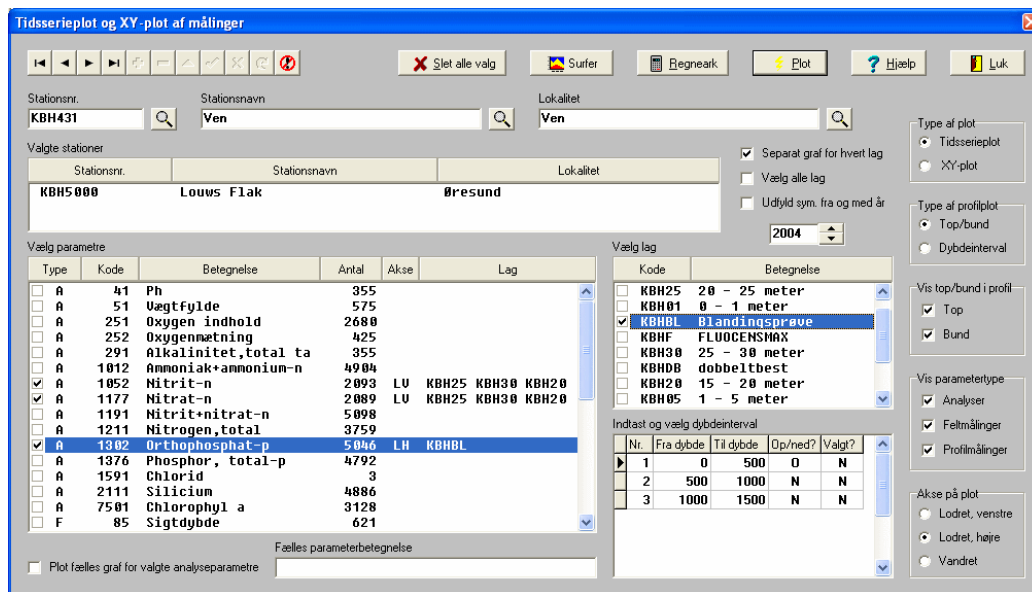 Tidsserieplot og XY-plot af målinger
Slet alle valg Surfer Regneark Plot Hjælp Luk
Stationsnr. Stationsnavn Lokalitet
KBH431 Ven Ven
Valgte stationer
Stationsnr. Stationsnavn Lokalitet
KBH5000 Louws Flak Øresund
Separat graf for hvert lag
Vælg alle lag
Udfyld sym. fra og med år
2004
Type af plot
Tidsserieplot
XY-plot
Type af profilplot
Top/bund
Dybdeinterval
Vis top/bund i profil
Top
Bund
Vis parametertype
Analyser
Feltmålinger
Profilmålinger
Akse på plot
Lodret, venstre
Lodret, højre
Vandret
Vælg parametre
Type Kode Betegnelse Antal Akse Lag
A 41 Ph 355
A 51 Vægtfylde 575
A 251 Oxygen indhold 2680
A 252 Oxygenmætning 425
A 291 Alkalinitet,total ta 355
A 1012 Ammoniak+ammonium-n 4904
A 1052 Nitrit-n 2093 LV KBH25 KBH30 KBH20
A 1177 Nitrat-n 2089 LV KBH25 KBH30 KBH20
A 1191 Nitrit+nitrat-n 5098
A 1211 Nitrogen, total 3759
A 1302 Orthophosphat-p 5046 LH KBHBL
A 1376 Phosphor, total-p 4792
A 1591 Chlorid 3
A 2111 Silicium 4886
A 7501 Chlorophyl a 3128
F 85 Sigtdybde 621
Vælg lag
Kode Betegnelse
KBH25 20 - 25 meter
KBH01 0 - 1 meter
KBHBL Blandingsprøve
KBHF FLUOCENSMAX
KBH30 25 - 30 meter
KBHDB dobbeltbest
KBH20 15 - 20 meter
KBH05 1 - 5 meter
Indtast og vælg dybdeinterval
Nr. Fra dybde Til dybde Op/ned? Valgt?
1 0 500 O N
2 500 1000 N N
3 1000 1500 N N
Fælles parameterbetegnelse
Plot fælles graf for valgte analyseparametre